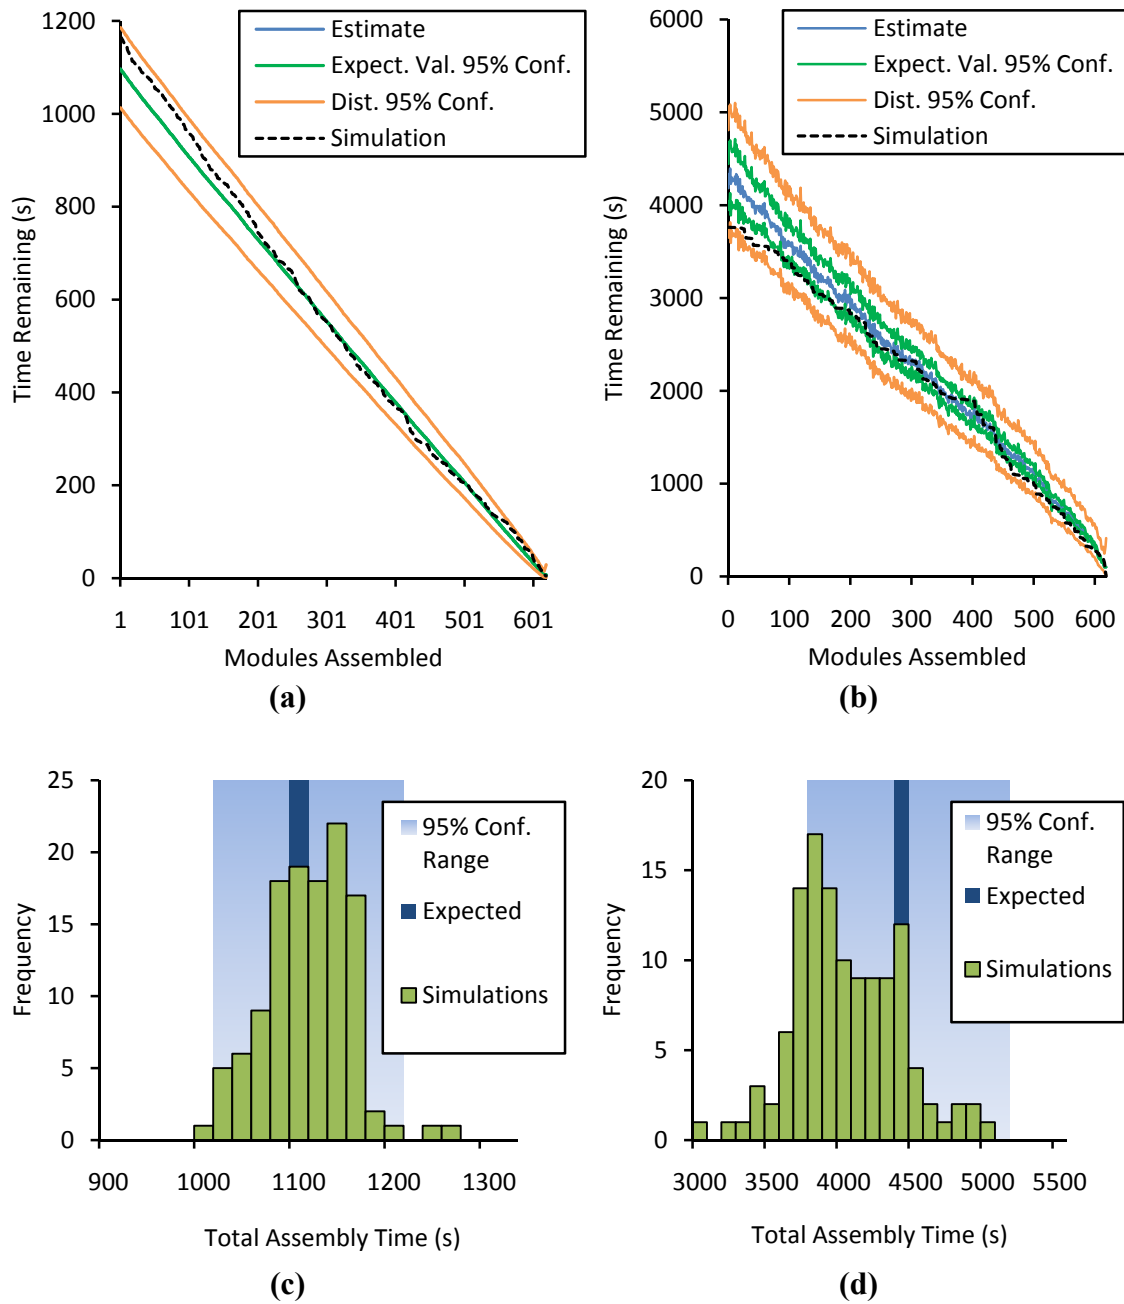 1200
1000
800
600
400
200
0
Time Remaining (s)
Estimate
Expect. Val. 95% Conf.
Dist. 95% Conf.
Simulation
1 101 201 301 401 501 601
Modules Assembled
(a)
6000
5000
4000
3000
2000
1000
0
Time Remaining (s)
Estimate
Expect. Val. 95% Conf.
Dist. 95% Conf.
Simulation
0 100 200 300 400 500 600
Modules Assembled
(b)
25
20
15
10
5
0
Frequency
95% Conf.
Range
Expected
Simulations
900 1000 1100 1200 1300
Total Assembly Time (s)
(c)
20
15
10
5
0
Frequency
95% Conf.
Range
Expected
Simulations
3000 3500 4000 4500 5000 5500
Total Assembly Time (s)
(d)